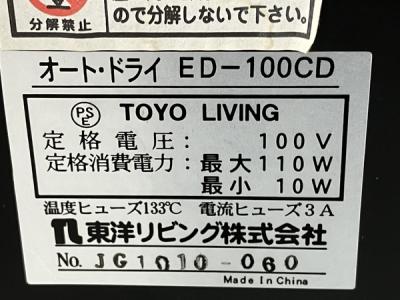 ので分解しないで下さい。
分解禁止
オート・ドライ ED-100CD
PSE TOYO LIVING
定格電圧: 100V
定格消費電力: 最大110W
最小 10W
温度ヒューズ133℃ 電流ヒューズ3A
東洋リビング株式会社
No. JG1010-060
Made in China